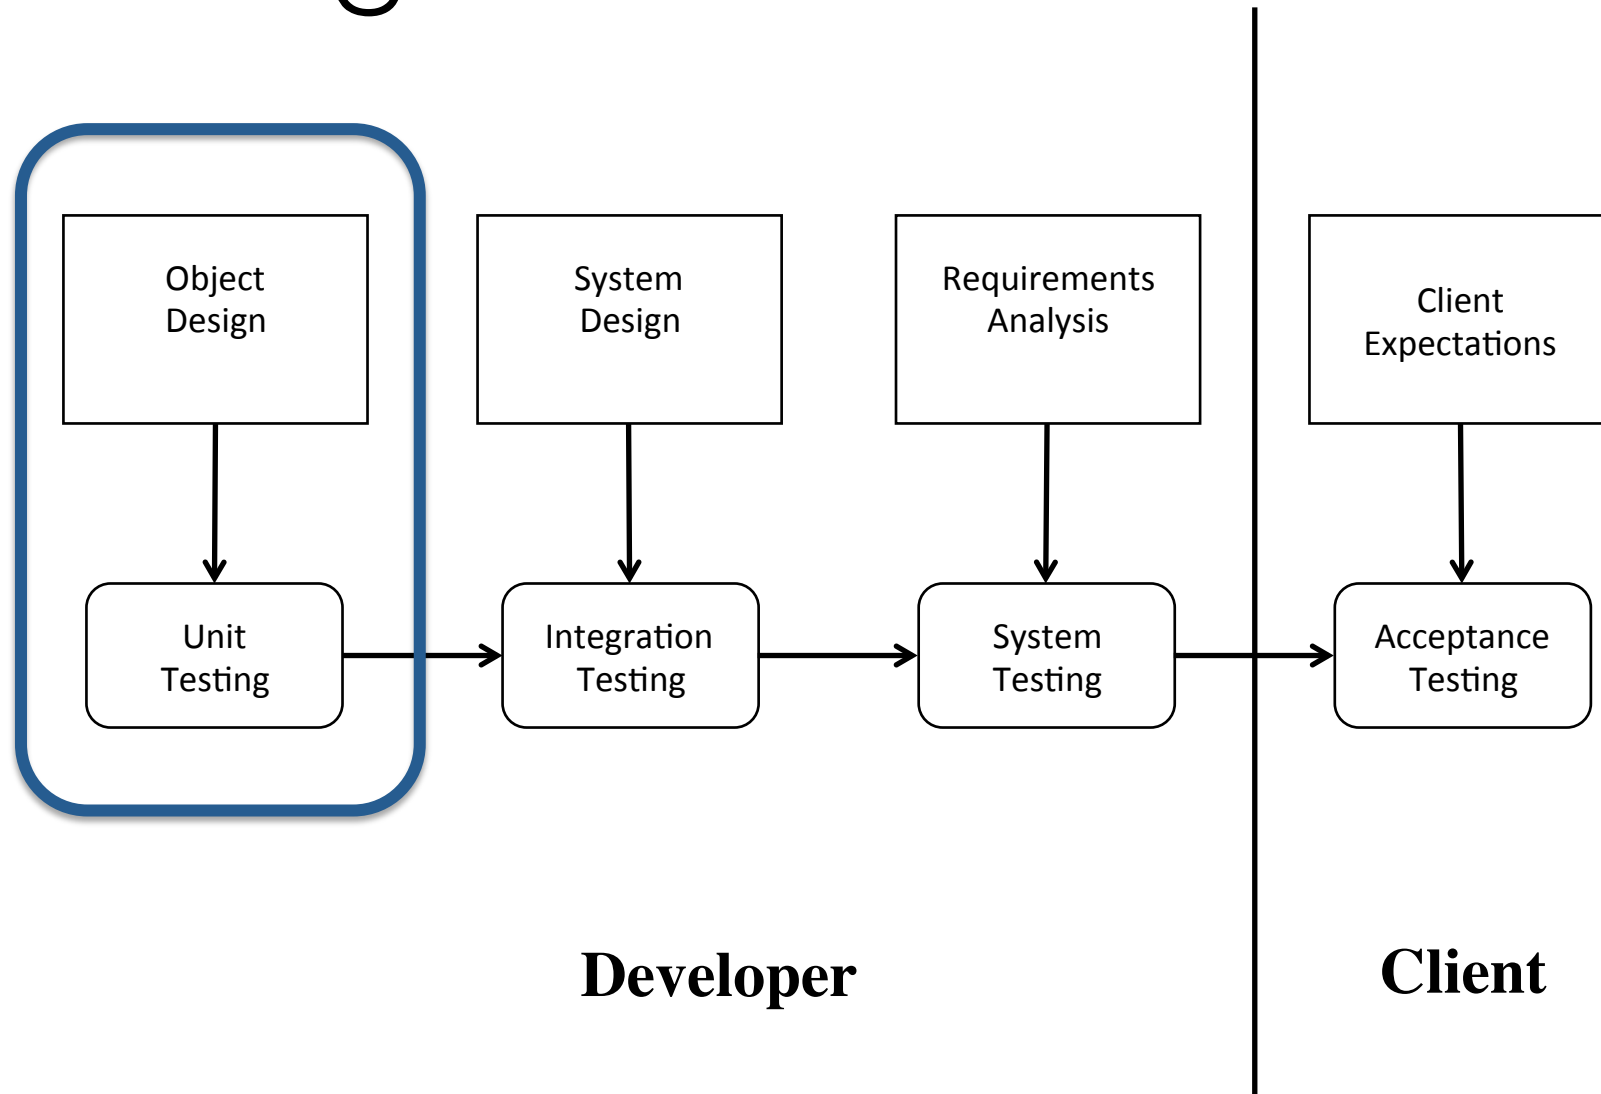 Object
Design
System
Design
Requirements
Analysis
Client
Expectations
Unit
Testing
Integration
Testing
System
Testing
Acceptance
Testing
Developer
Client